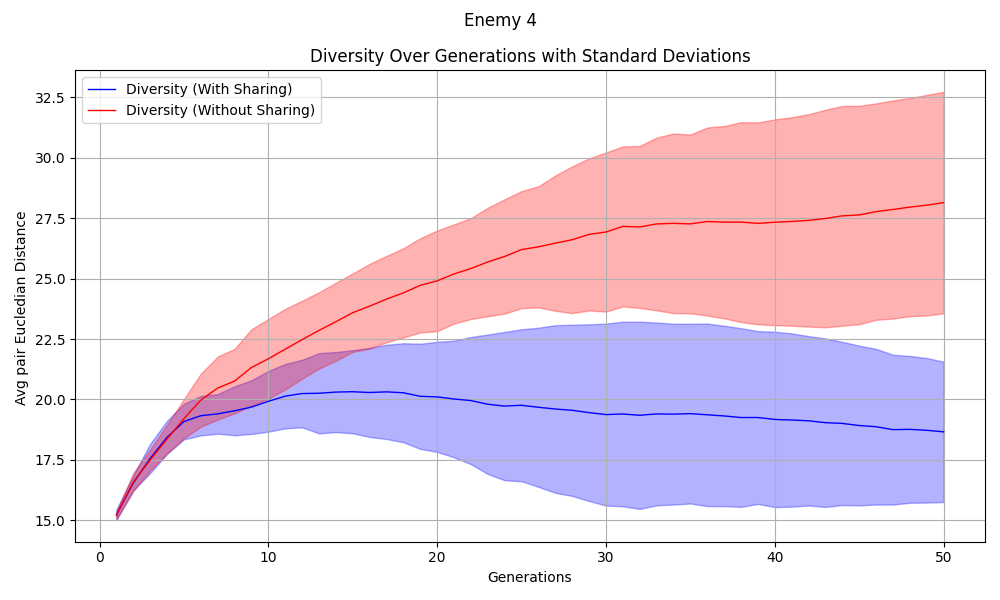 Enemy 4
Diversity Over Generations with Standard Deviations
Diversity (With Sharing)
Diversity (Without Sharing)
Avg pair Eucledian Distance
32.5
30.0
27.5
25.0
22.5
20.0
17.5
15.0
0 10 20 30 40 50
Generations